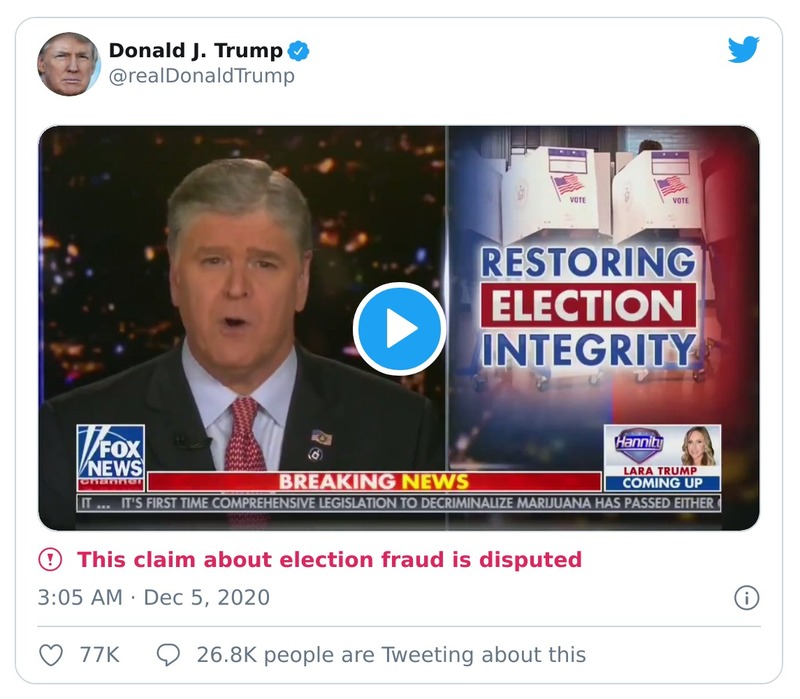 Donald J. Trump
@realDonaldTrump
VOTE
VOTE
RESTORING
ELECTION
INTEGRITY
Hannity
FOX
NEWS
channel
LARA TRUMP
COMING UP
BREAKING NEWS
IT ... IT'S FIRST TIME COMPREHENSIVE LEGISLATION TO DECRIMINALIZE MARIJUANA HAS PASSED EITHER
This claim about election fraud is disputed
3:05 AM · Dec 5, 2020
77K
26.8K people are Tweeting about this